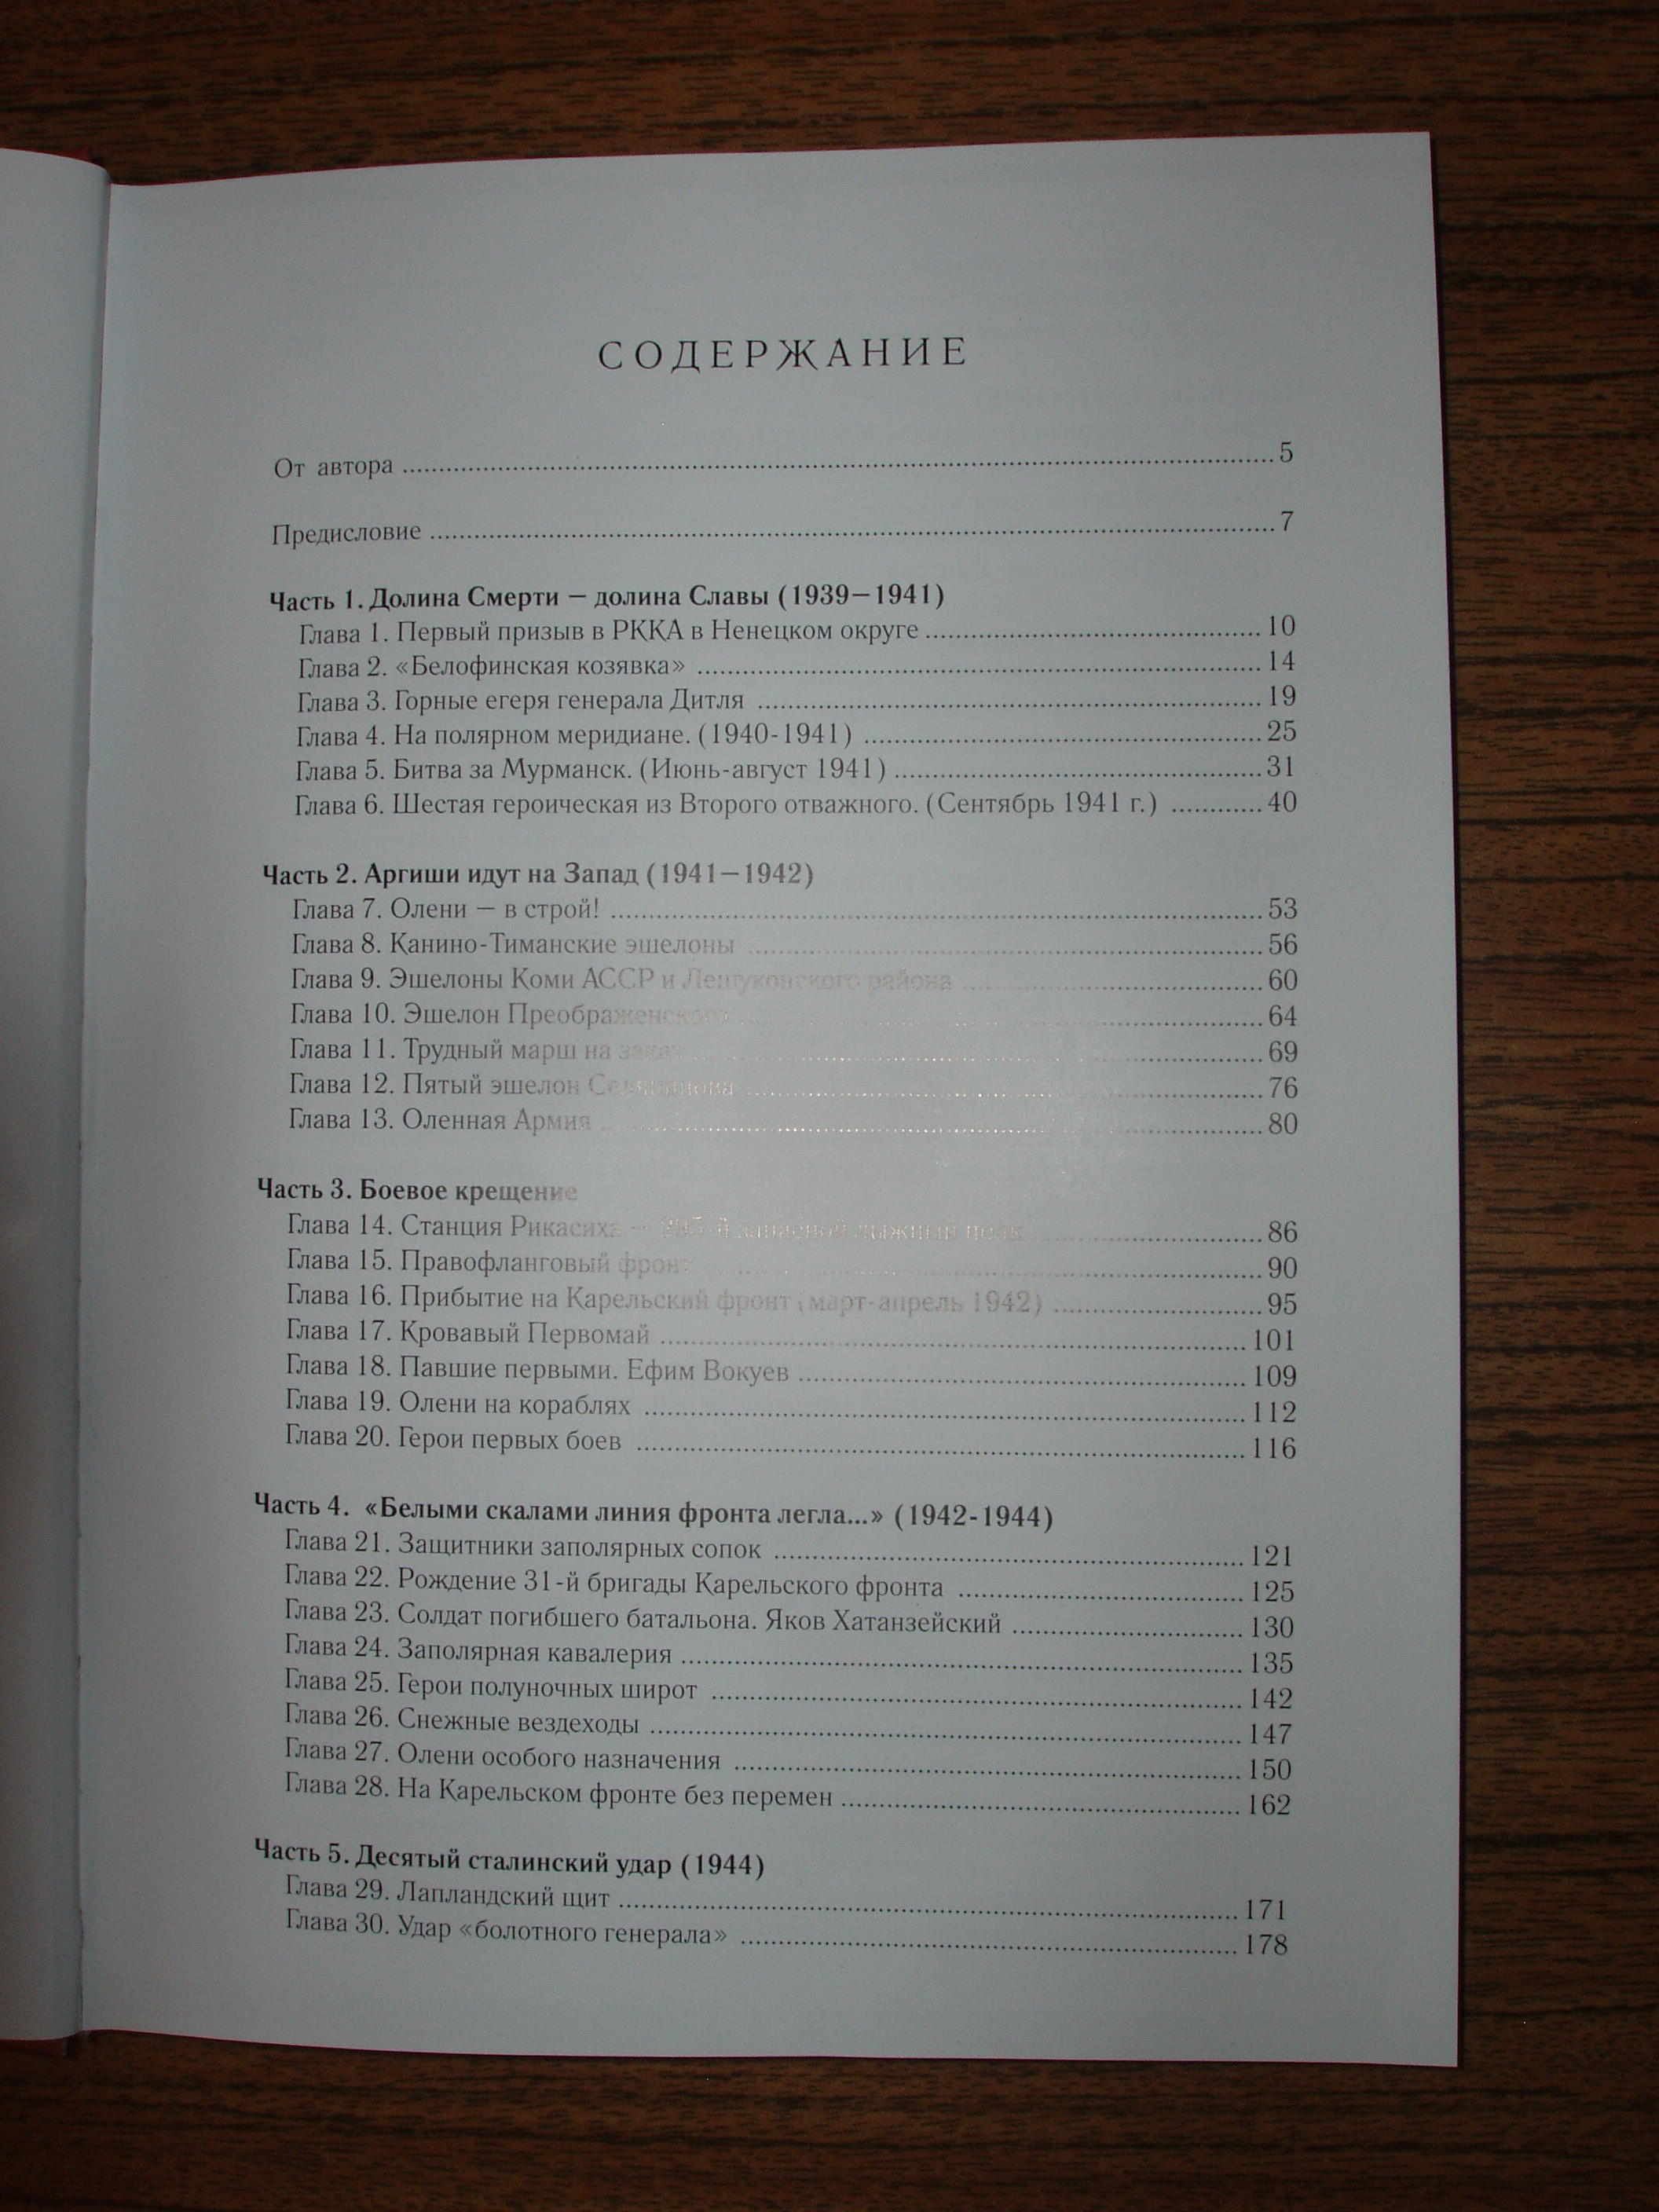 СОДЕРЖАНИЕ
От автора 5
Предисловие 7
Часть 1. Долина Смерти — долина Славы (1939—1941)
Глава 1. Первый призыв в РККА в Ненецком округе 10
Глава 2. «Белофинская козявка» 14
Глава 3. Горные егеря генерала Дитля 19
Глава 4. На полярном меридиане. (1940-1941) 25
Глава 5. Битва за Мурманск. (Июнь-август 1941) 31
Глава 6. Шестая героическая из Второго отважного. (Сентябрь 1941 г.) 40
Часть 2. Аргиши идут на Запад (1941—1942)
Глава 7. Олени — в строй! 53
Глава 8. Канино-Тиманские эшелоны 56
Глава 9. Эшелоны Коми АССР и Лешуконского района 60
Глава 10. Эшелон Преображенского 64
Глава 11. Трудный марш на 69
Глава 12. Пятый эшелон 76
Глава 13. Оленная Армия 80
Часть 3. Боевое крещение
Глава 14. Станция Рикасиха — 295-й запасной лыжный полк 86
Глава 15. Правофланговый фронт 90
Глава 16. Прибытие на Карельский фронт (март-апрель 1942) 95
Глава 17. Кровавый Первомай 101
Глава 18. Павшие первыми. Ефим Вокуев 109
Глава 19. Олени на кораблях 112
Глава 20. Герои первых боев 116
Часть 4. «Белыми скалами линия фронта легла...» (1942-1944)
Глава 21. Защитники заполярных сопок 121
Глава 22. Рождение 31-й бригады Карельского фронта 125
Глава 23. Солдат погибшего батальона. Яков Хатанзейский 130
Глава 24. Заполярная кавалерия 135
Глава 25. Герои полуночных широт 142
Глава 26. Снежные вездеходы 147
Глава 27. Олени особого назначения 150
Глава 28. На Карельском фронте без перемен 162
Часть 5. Десятый сталинский удар (1944)
Глава 29. Лапландский щит 171
Глава 30. Удар «болотного генерала» 178